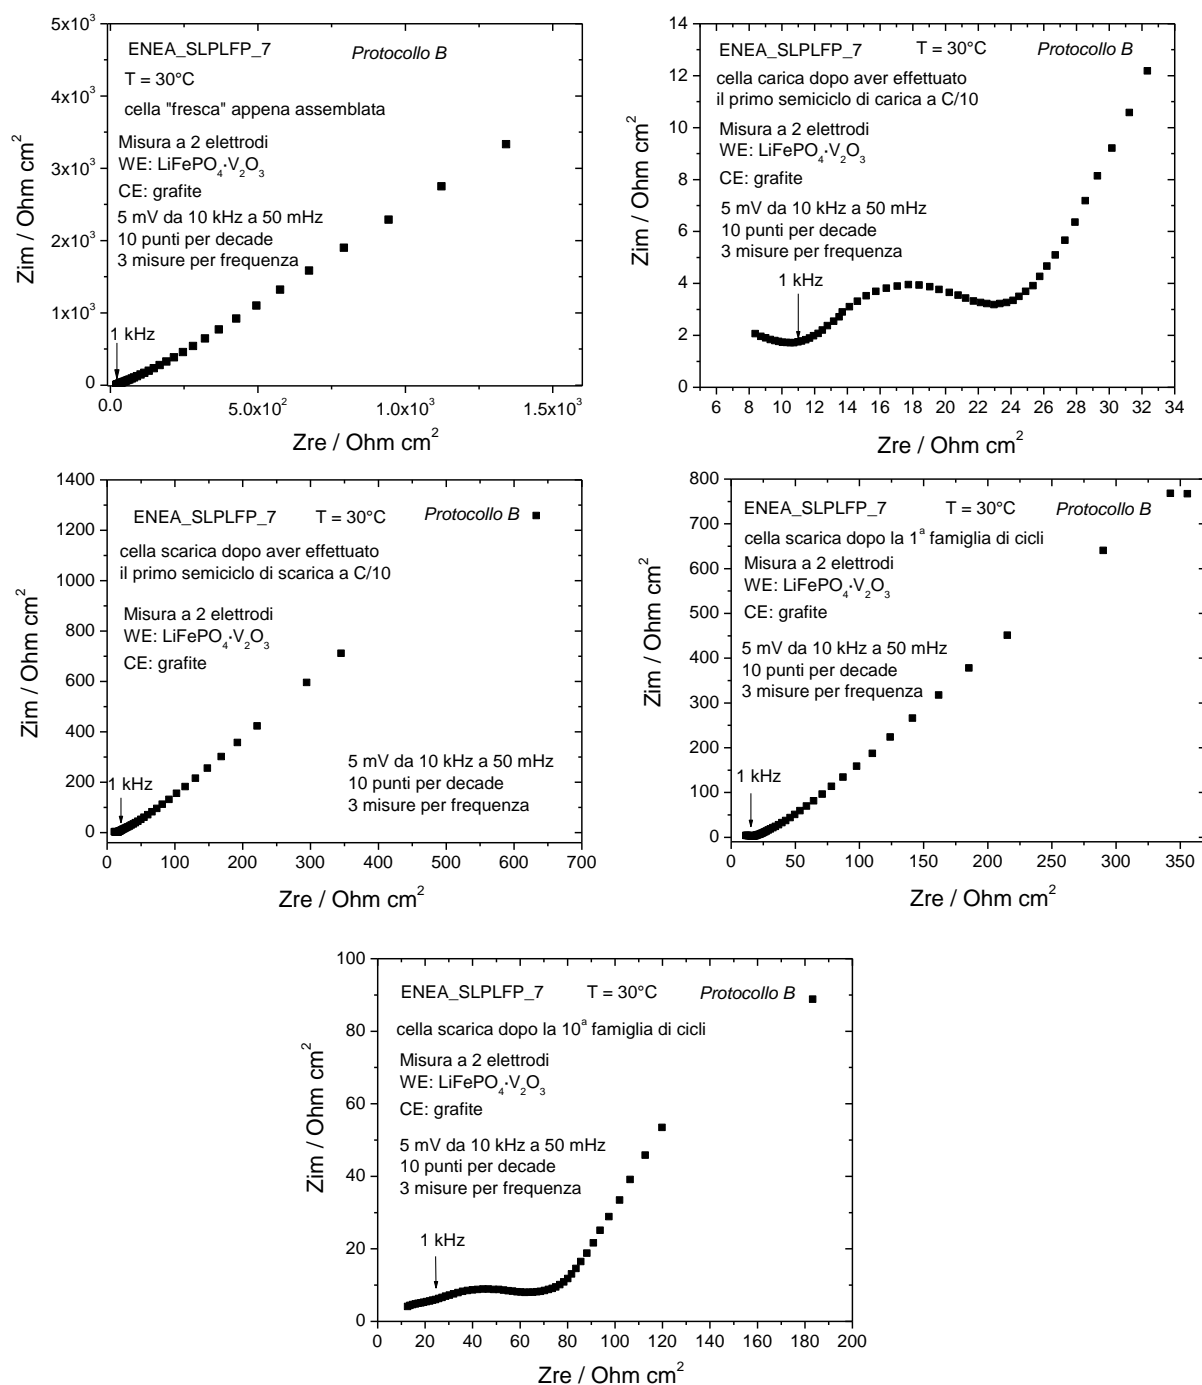 5x10³
4x10³
3x10³
2x10³
1x10³
0
Zim / Ohm cm²
ENEA_SLPLFP_7 Protocollo B
T = 30°C
cella "fresca" appena assemblata
Misura a 2 elettrodi
WE: LiFePO₄·V₂O₃
CE: grafite
5 mV da 10 kHz a 50 mHz
10 punti per decade
3 misure per frequenza
1 kHz
0.0 5.0x10² 1.0x10³ 1.5x10³
Zre / Ohm cm²
14
12
10
8
6
4
2
0
Zim / Ohm cm²
ENEA_SLPLFP_7 T = 30°C Protocollo B
cella carica dopo aver effettuato
il primo semiciclo di carica a C/10
Misura a 2 elettrodi
WE: LiFePO₄·V₂O₃
CE: grafite
5 mV da 10 kHz a 50 mHz
10 punti per decade
3 misure per frequenza
1 kHz
6 8 10 12 14 16 18 20 22 24 26 28 30 32 34
Zre / Ohm cm²
1400
1200
1000
800
600
400
200
0
Zim / Ohm cm²
ENEA_SLPLFP_7 T = 30°C Protocollo B
cella scarica dopo aver effettuato
il primo semiciclo di scarica a C/10
Misura a 2 elettrodi
WE: LiFePO₄·V₂O₃
CE: grafite
5 mV da 10 kHz a 50 mHz
10 punti per decade
3 misure per frequenza
1 kHz
0 100 200 300 400 500 600 700
Zre / Ohm cm²
800
700
600
500
400
300
200
100
0
Zim / Ohm cm²
ENEA_SLPLFP_7 T = 30°C Protocollo B
cella scarica dopo la 1ª famiglia di cicli
Misura a 2 elettrodi
WE: LiFePO₄·V₂O₃
CE: grafite
5 mV da 10 kHz a 50 mHz
10 punti per decade
3 misure per frequenza
1 kHz
0 50 100 150 200 250 300 350
Zre / Ohm cm²
100
80
60
40
20
0
Zim / Ohm cm²
ENEA_SLPLFP_7 T = 30°C Protocollo B
cella scarica dopo la 10ª famiglia di cicli
Misura a 2 elettrodi
WE: LiFePO₄·V₂O₃
CE: grafite
5 mV da 10 kHz a 50 mHz
10 punti per decade
3 misure per frequenza
1 kHz
0 20 40 60 80 100 120 140 160 180 200
Zre / Ohm cm²